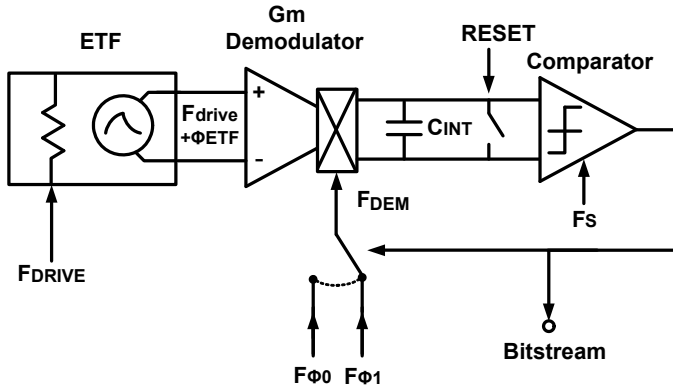 ETF
Gm
Demodulator
RESET
Comparator
Fdrive
+ΦETF
+
-
CINT
FDRIVE
FDEM
FS
FΦ0
FΦ1
Bitstream